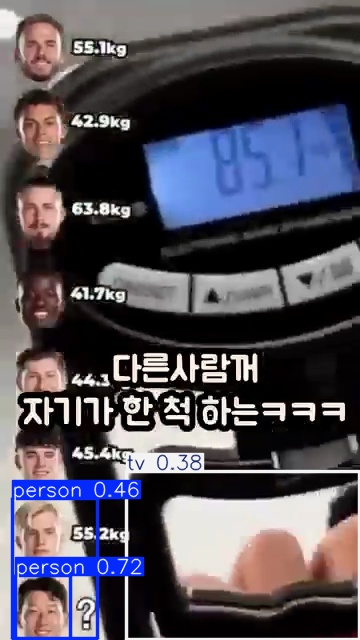 55.1kg
42.9kg
63.8kg
41.7kg
다른사람꺼
자기가 한 척 하는ㅋㅋㅋ
45.4kg
tv 0.38
person 0.46
55.2kg
person 0.72
?